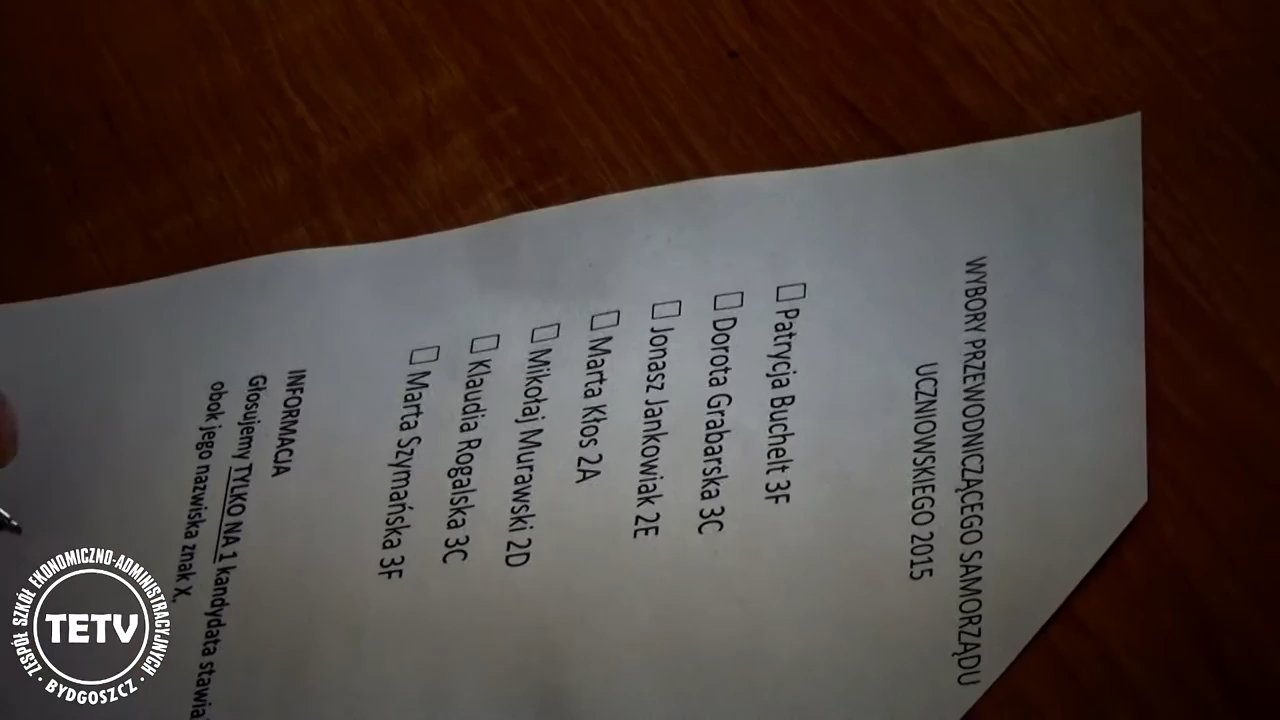 WYBORY PRZEWODNICZĄCEGO SAMORZĄDU
UCZNIOWSKIEGO 2015
Patrycja Buchelt 3F
Dorota Grabarska 3C
Jonasz Jankowiak 2E
Marta Kłos 2A
Mikołaj Murawski 2D
Klaudia Rogalska 3C
Marta Szymańska 3F
INFORMACJA
Głosujemy TYLKO NA 1 kandydata stawia
obok jego nazwiska znak X.
ZESPÓŁ SZKÓŁ EKONOMICZNO-ADMINISTRACYJNYCH
TETV
BYDGOSZCZ